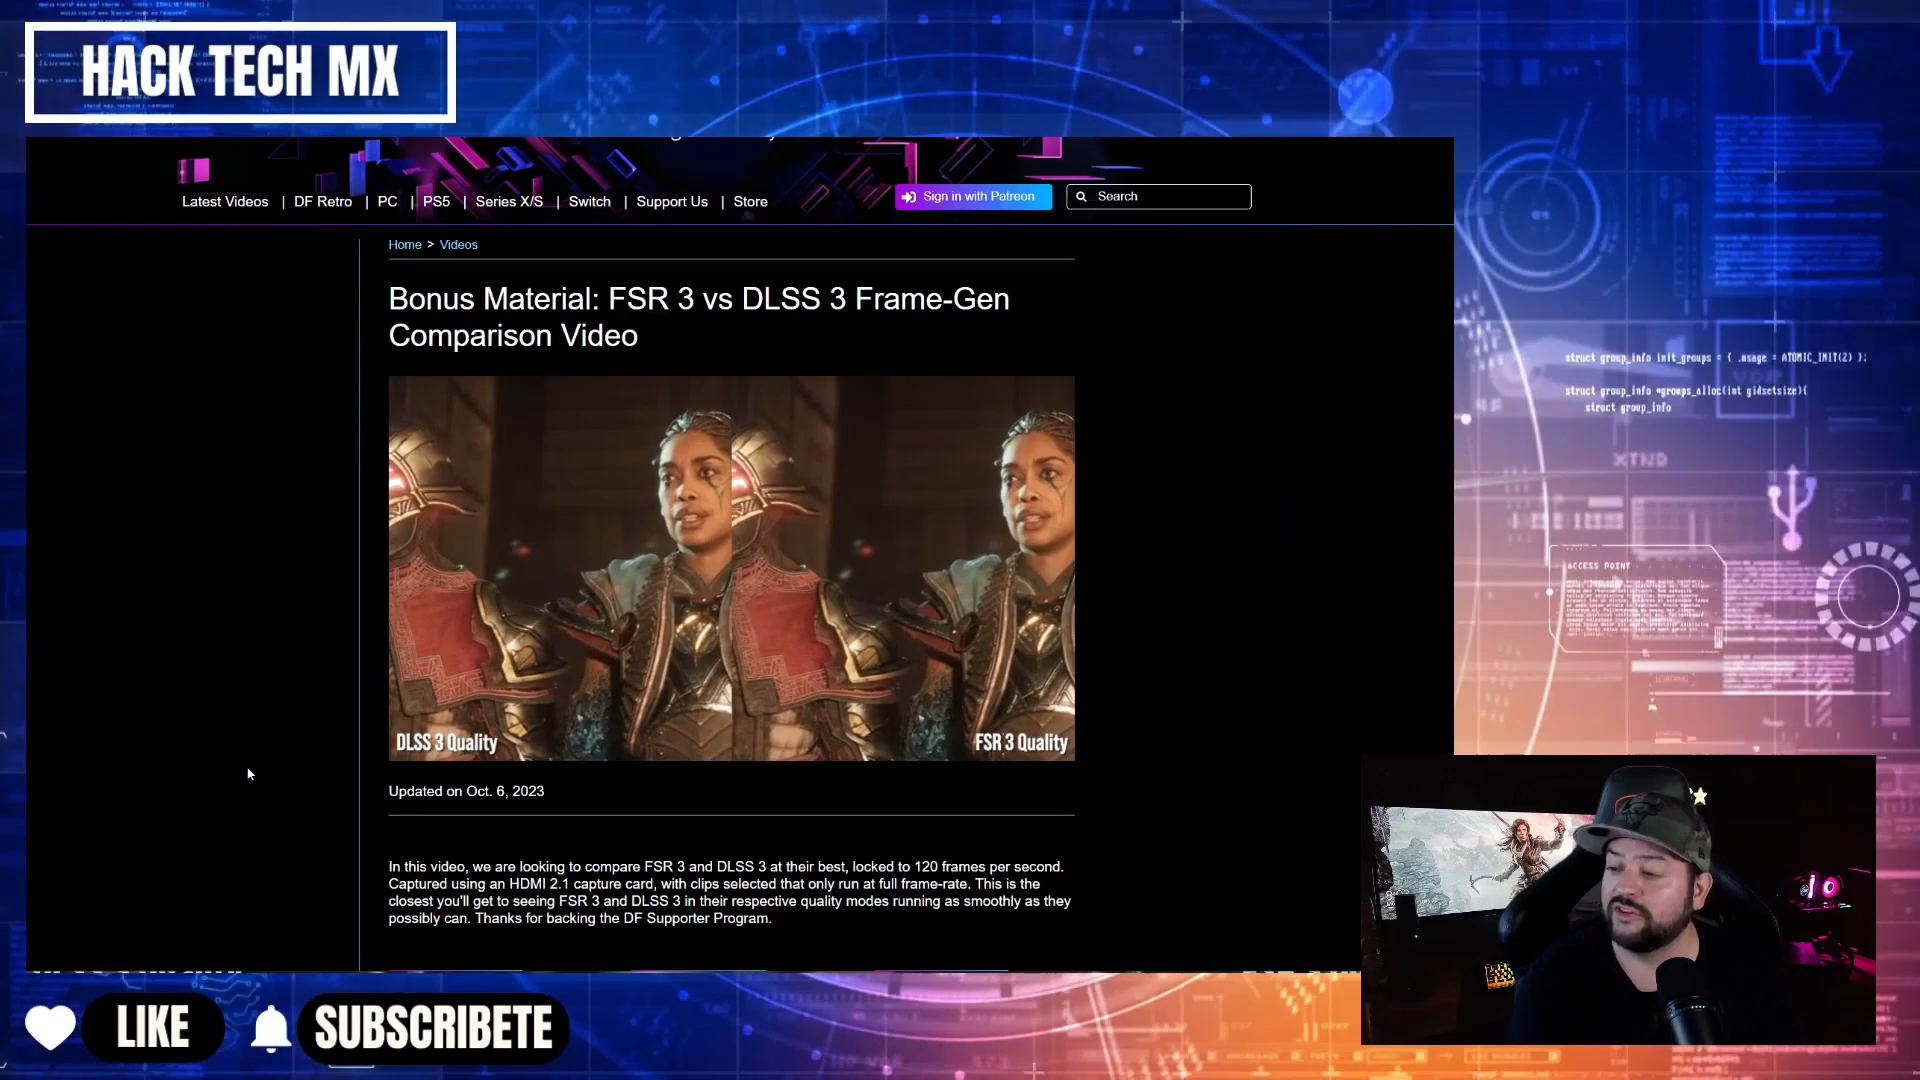 HACK TECH MX
Latest Videos | DF Retro | PC | PS5 | Series X/S | Switch | Support Us | Store
Sign in with Patreon
Search
Home > Videos
Bonus Material: FSR 3 vs DLSS 3 Frame-Gen
Comparison Video
DLSS 3 Quality
FSR 3 Quality
Updated on Oct. 6, 2023
In this video, we are looking to compare FSR 3 and DLSS 3 at their best, locked to 120 frames per second.
Captured using an HDMI 2.1 capture card, with clips selected that only run at full frame-rate. This is the
closest you'll get to seeing FSR 3 and DLSS 3 in their respective quality modes running as smoothly as they
possibly can. Thanks for backing the DF Supporter Program.
struct group_info init_groups = { .usage = ATOMIC_INIT(2) };
struct group_info *groups_alloc(int gidsetsize){
struct group_info
XTND
ACCESS POINT
LOADING
LIKE
SUBSCRIBETE